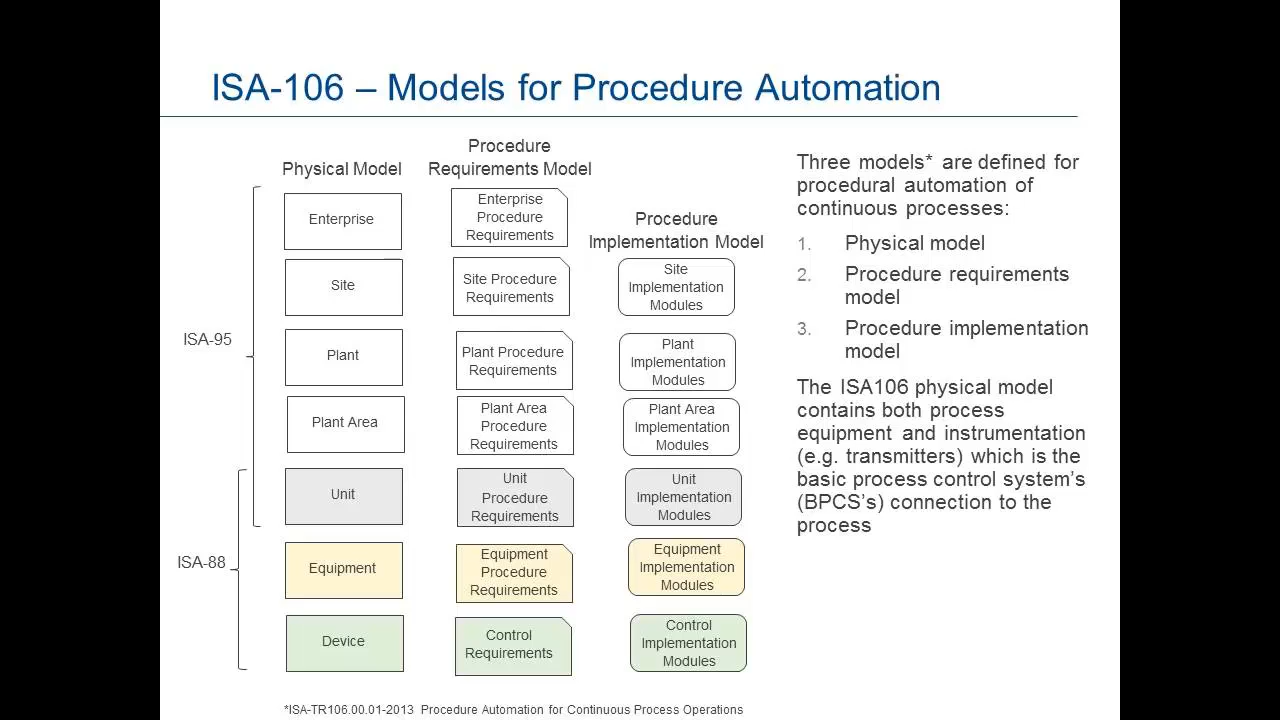 ISA-106 – Models for Procedure Automation
Physical Model
Procedure
Requirements Model
Procedure
Implementation Model
ISA-95
ISA-88
Enterprise
Enterprise
Procedure
Requirements
Site
Site Procedure
Requirements
Site
Implementation
Modules
Plant
Plant Procedure
Requirements
Plant
Implementation
Modules
Plant Area
Plant Area
Procedure
Requirements
Plant Area
Implementation
Modules
Unit
Unit
Procedure
Requirements
Unit
Implementation
Modules
Equipment
Equipment
Procedure
Requirements
Equipment
Implementation
Modules
Device
Control
Requirements
Control
Implementation
Modules
Three models* are defined for
procedural automation of
continuous processes:
1. Physical model
2. Procedure requirements
model
3. Procedure implementation
model
The ISA106 physical model
contains both process
equipment and instrumentation
(e.g. transmitters) which is the
basic process control system’s
(BPCS’s) connection to the
process
*ISA-TR106.00.01-2013 Procedure Automation for Continuous Process Operations